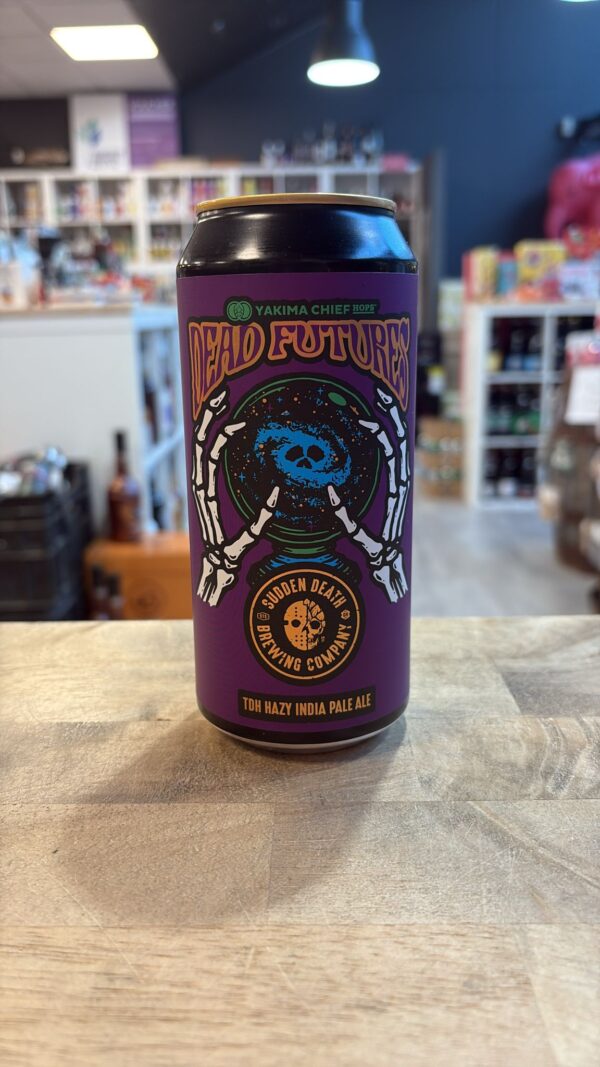 YAKIMA CHIEF HOPS
DEAD FUTURES
SUDDEN DEATH
BREWING COMPANY
TDH HAZY INDIA PALE ALE